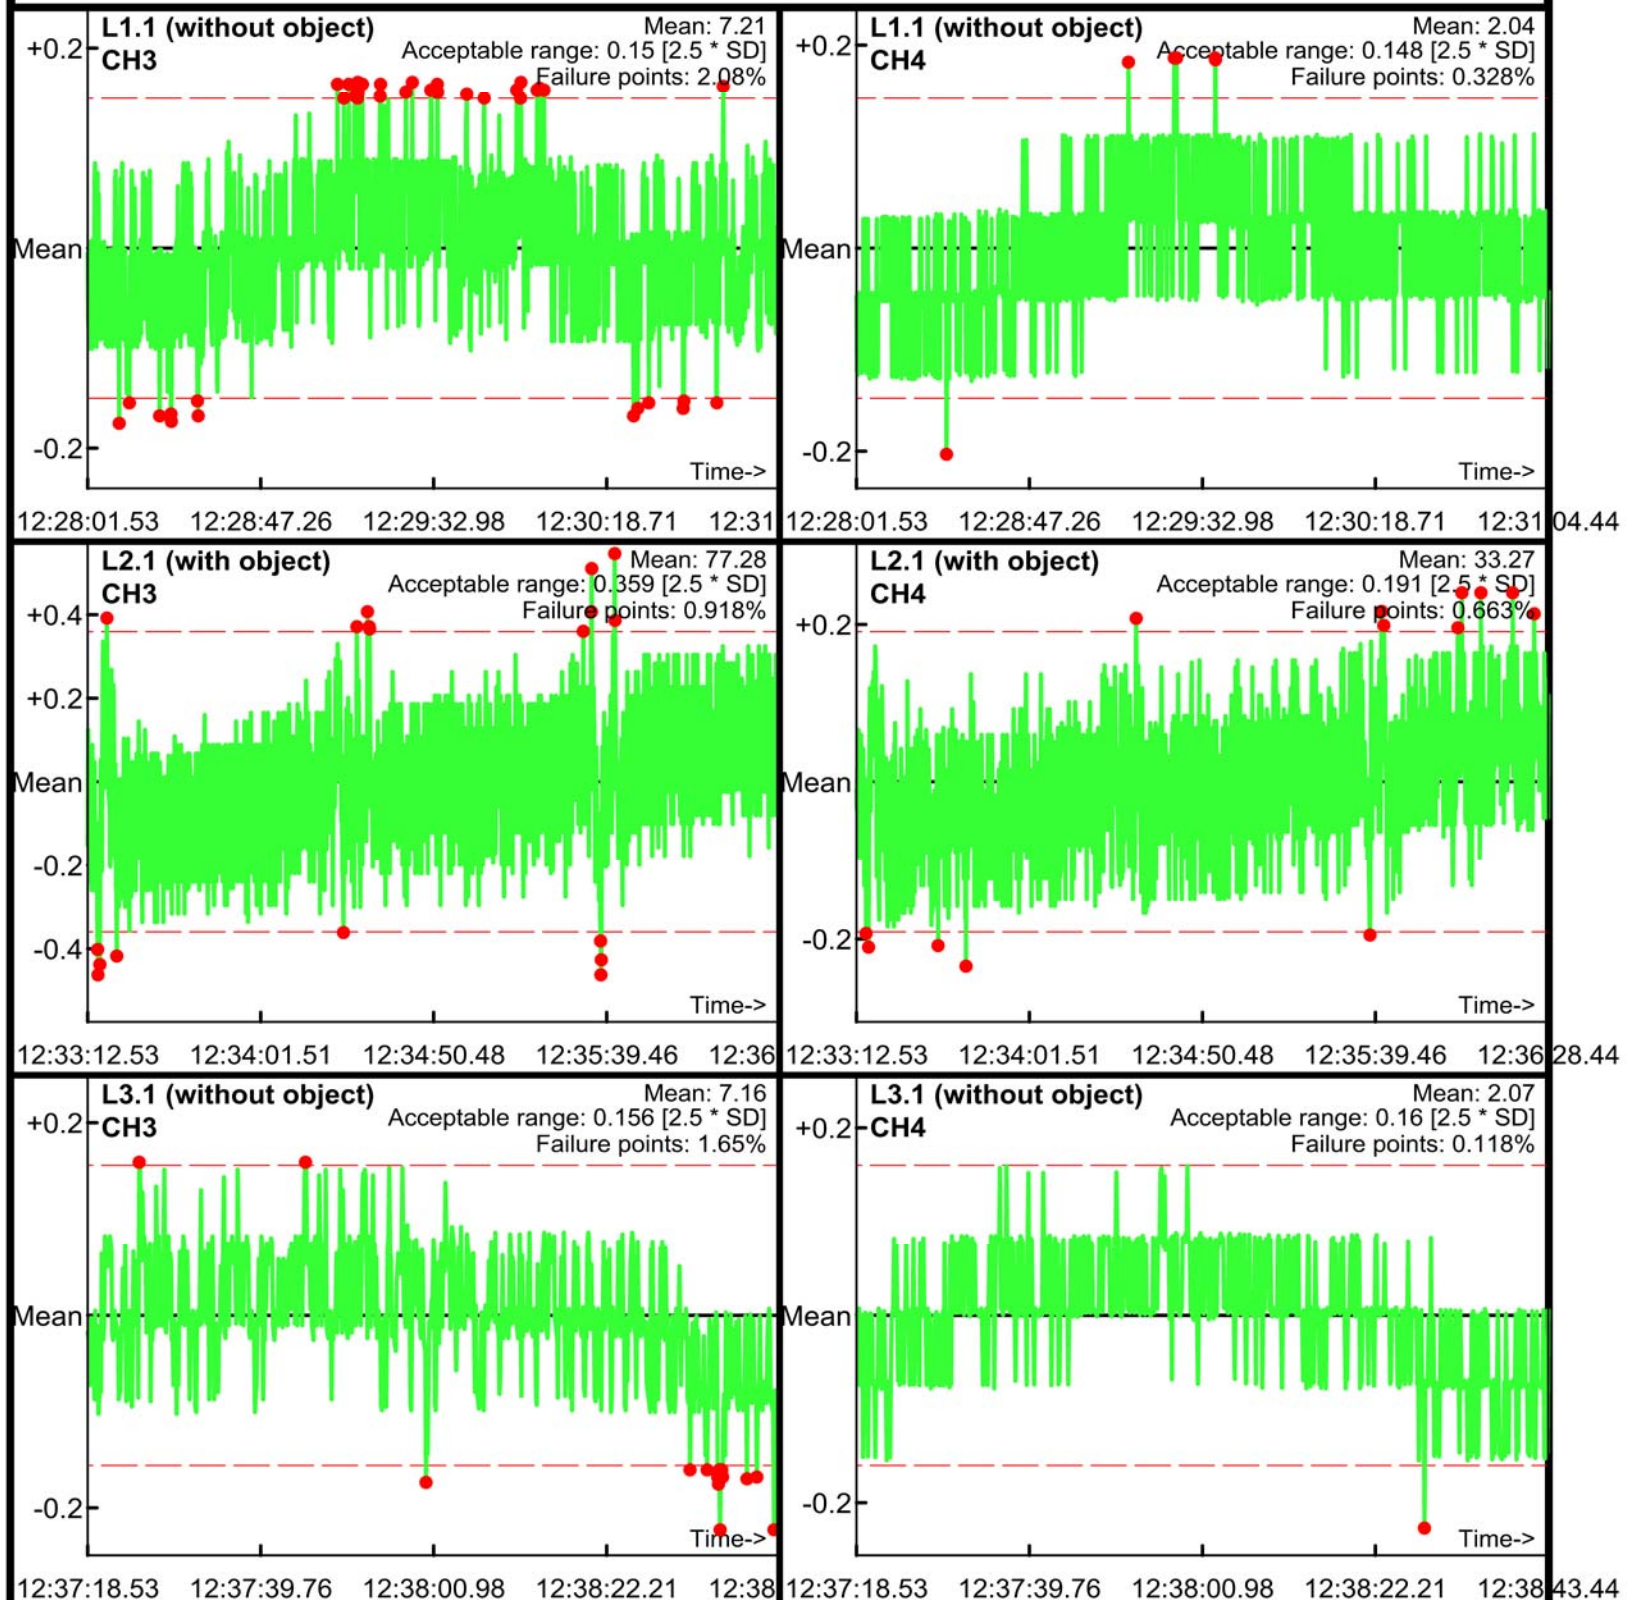 L1.1 (without object)
Mean: 7.21
CH3
Acceptable range: 0.15 [2.5 * SD]
Failure points: 2.08%
+0.2
Mean
-0.2
Time->
12:28:01.53 12:28:47.26 12:29:32.98 12:30:18.71 12:31
L1.1 (without object)
Mean: 2.04
CH4
Acceptable range: 0.148 [2.5 * SD]
Failure points: 0.328%
+0.2
Mean
-0.2
Time->
12:28:01.53 12:28:47.26 12:29:32.98 12:30:18.71 12:31:04.44
L2.1 (with object)
Mean: 77.28
CH3
Acceptable range: 0.359 [2.5 * SD]
Failure points: 0.918%
+0.4
+0.2
Mean
-0.2
-0.4
Time->
12:33:12.53 12:34:01.51 12:34:50.48 12:35:39.46 12:36
L2.1 (with object)
Mean: 33.27
CH4
Acceptable range: 0.191 [2.5 * SD]
Failure points: 0.663%
+0.2
Mean
-0.2
Time->
12:33:12.53 12:34:01.51 12:34:50.48 12:35:39.46 12:36:28.44
L3.1 (without object)
Mean: 7.16
CH3
Acceptable range: 0.156 [2.5 * SD]
Failure points: 1.65%
+0.2
Mean
-0.2
Time->
12:37:18.53 12:37:39.76 12:38:00.98 12:38:22.21 12:38
L3.1 (without object)
Mean: 2.07
CH4
Acceptable range: 0.16 [2.5 * SD]
Failure points: 0.118%
+0.2
Mean
-0.2
Time->
12:37:18.53 12:37:39.76 12:38:00.98 12:38:22.21 12:38:43.44